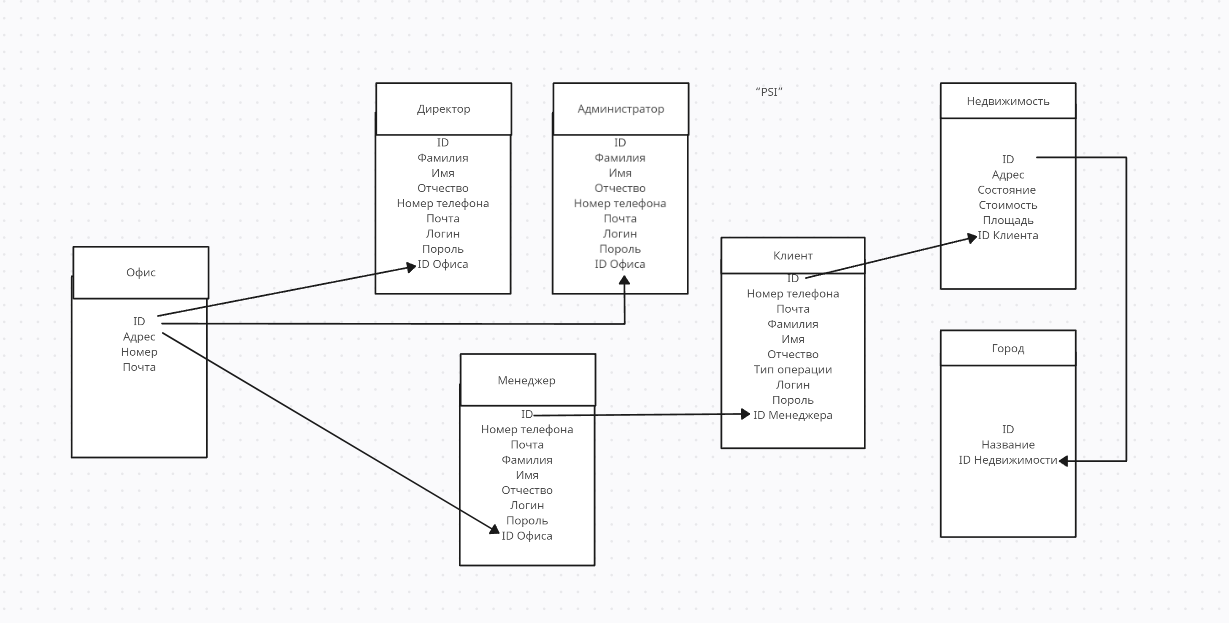 Директор
ID
Фамилия
Имя
Отчество
Номер телефона
Почта
Логин
Пороль
ID Офиса
Администратор
ID
Фамилия
Имя
Отчество
Номер телефона
Почта
Логин
Пороль
ID Офиса
"PSI"
Недвижимость
ID
Адрес
Состояние
Стоимость
Площадь
ID Клиента
Офис
ID
Адрес
Номер
Почта
Клиент
ID
Номер телефона
Почта
Фамилия
Имя
Отчество
Тип операции
Логин
Пороль
ID Менеджера
Менеджер
ID
Номер телефона
Почта
Фамилия
Имя
Отчество
Логин
Пороль
ID Офиса
Город
ID
Название
ID Недвижимости